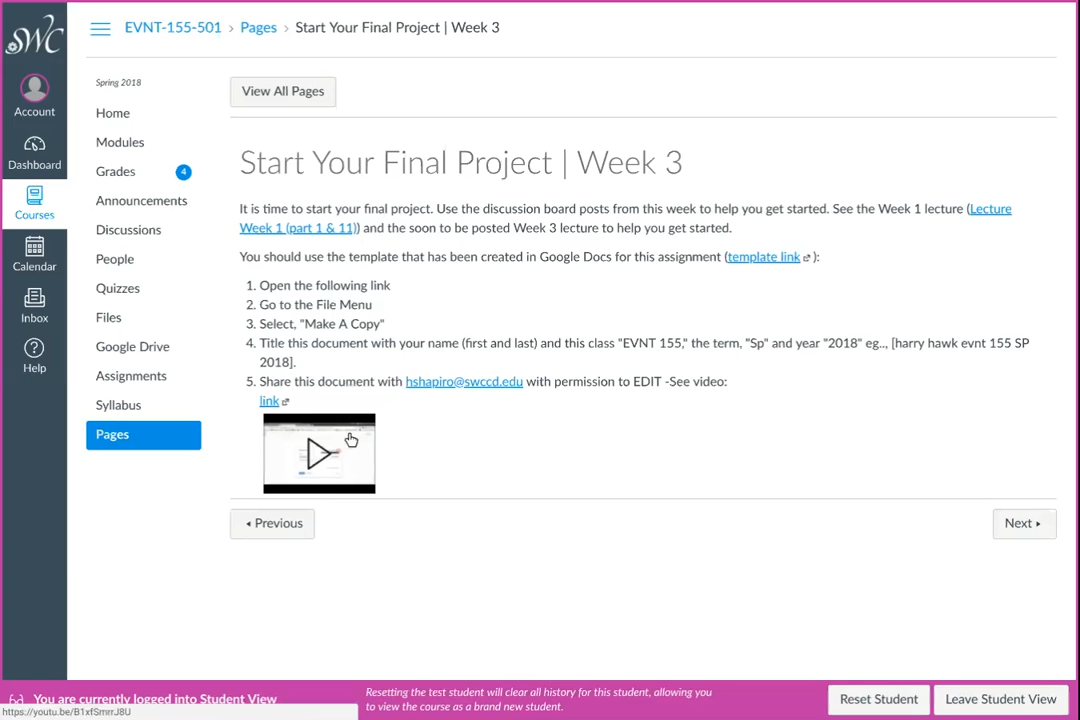 SWC
EVNT-155-501 › Pages › Start Your Final Project | Week 3
Account
Dashboard
Courses
Calendar
Inbox
Help
Spring 2018
Home
Modules
Grades 4
Announcements
Discussions
People
Quizzes
Files
Google Drive
Assignments
Syllabus
Pages
View All Pages
Start Your Final Project | Week 3
It is time to start your final project. Use the discussion board posts from this week to help you get started. See the Week 1 lecture (Lecture
Week 1 (part 1 & 11)) and the soon to be posted Week 3 lecture to help you get started.
You should use the template that has been created in Google Docs for this assignment (template link ):
1. Open the following link
2. Go to the File Menu
3. Select, "Make A Copy"
4. Title this document with your name (first and last) and this class "EVNT 155," the term, "Sp" and year "2018" eg.., [harry hawk evnt 155 SP
2018].
5. Share this document with hshapiro@swccd.edu with permission to EDIT -See video:
link
Previous
Next
You are currently logged into Student View
Resetting the test student will clear all history for this student, allowing you
to view the course as a brand new student.
Reset Student
Leave Student View
https://youtu.be/B1xfSmrrJ8U